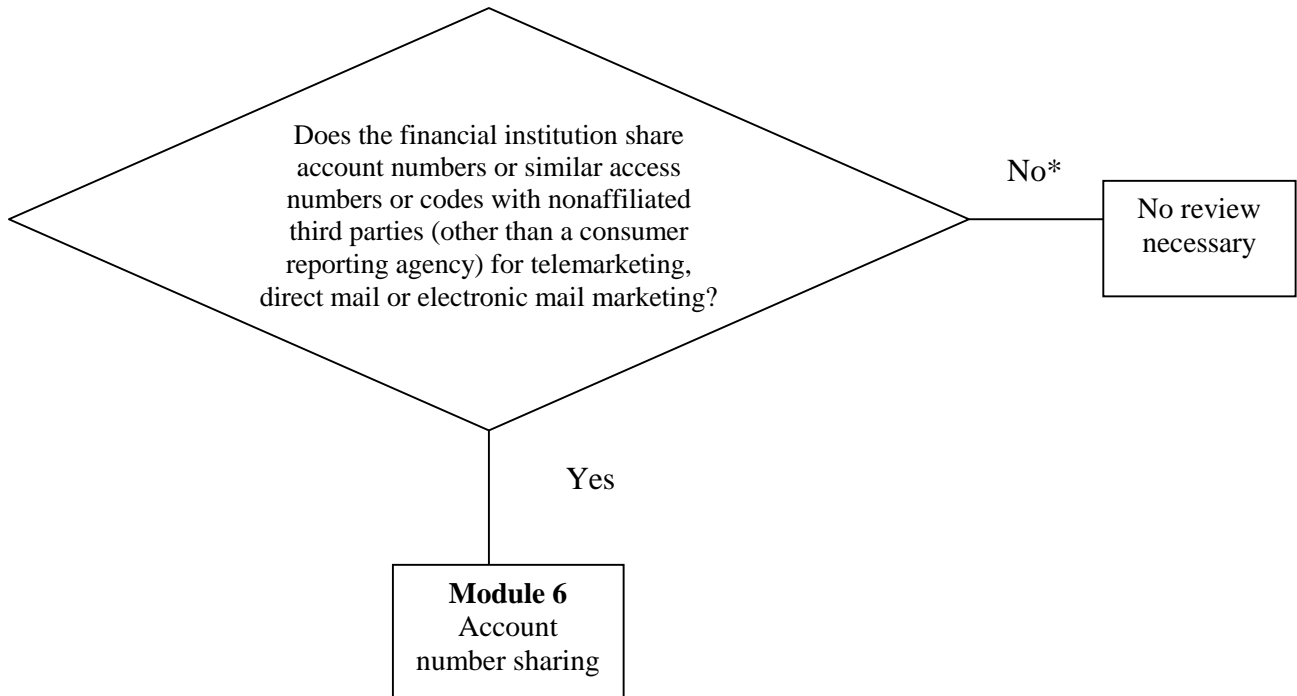 Does the financial institution share
account numbers or similar access
numbers or codes with nonaffiliated
third parties (other than a consumer
reporting agency) for telemarketing,
direct mail or electronic mail marketing?
No*
No review
necessary
Yes
Module 6
Account
number sharing